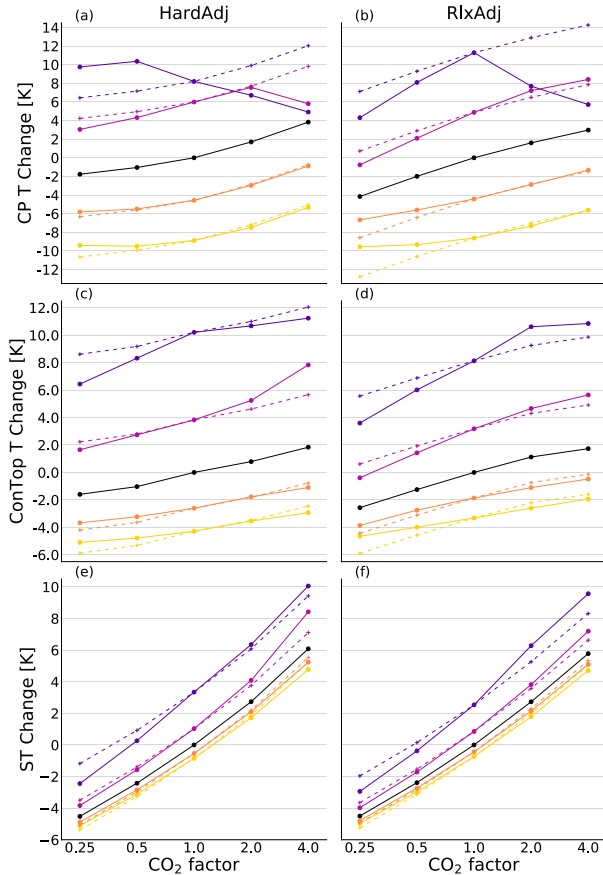 HardAdj
RlxAdj
(a)
(b)
14
12
10
8
6
4
2
0
−2
−4
−6
−8
−10
−12
CP T Change [K]
(c)
(d)
12.0
10.0
8.0
6.0
4.0
2.0
0.0
−2.0
−4.0
−6.0
ConTop T Change [K]
(e)
(f)
10
8
6
4
2
0
−2
−4
−6
ST Change [K]
0.25 0.5 1.0 2.0 4.0
0.25 0.5 1.0 2.0 4.0
CO₂ factor
CO₂ factor